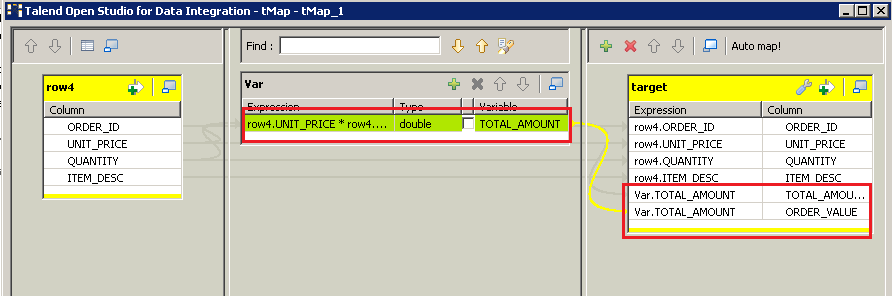 Talend Open Studio for Data Integration - tMap - tMap_1
Find :
Auto map!
row4
Column
ORDER_ID
UNIT_PRICE
QUANTITY
ITEM_DESC
Var
Expression Type Variable
row4.UNIT_PRICE * row4.... double TOTAL_AMOUNT
target
Expression Column
row4.ORDER_ID ORDER_ID
row4.UNIT_PRICE UNIT_PRICE
row4.QUANTITY QUANTITY
row4.ITEM_DESC ITEM_DESC
Var.TOTAL_AMOUNT TOTAL_AMOU...
Var.TOTAL_AMOUNT ORDER_VALUE